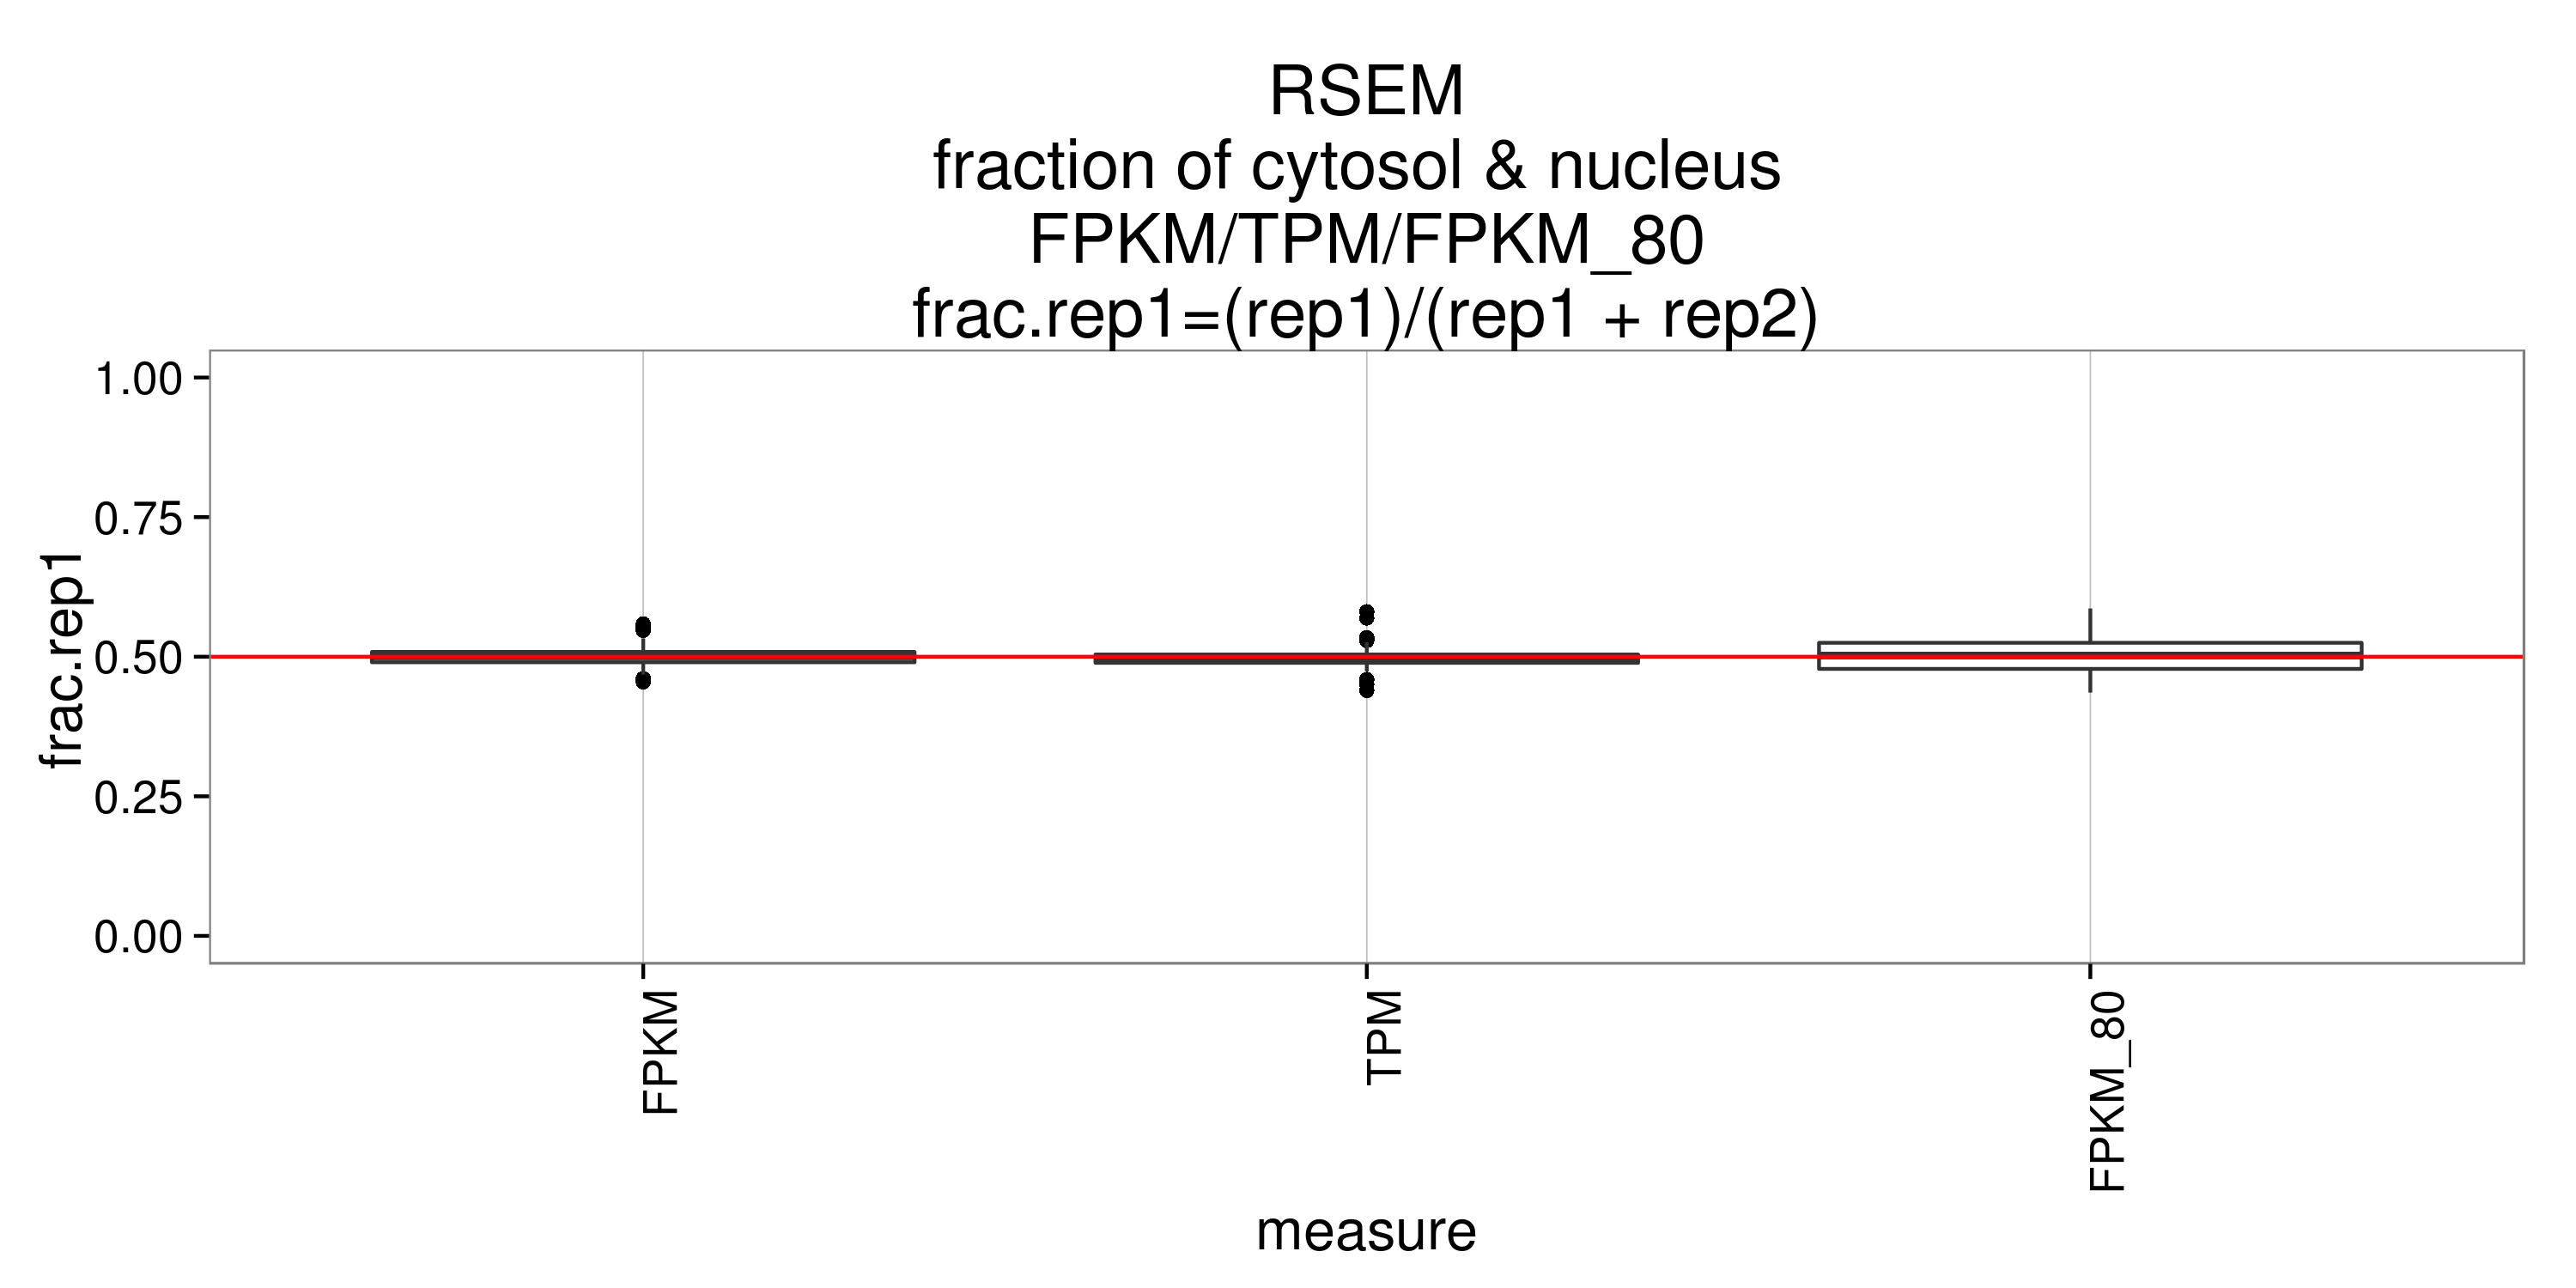 RSEM
fraction of cytosol & nucleus
FPKM/TPM/FPKM_80
frac.rep1=(rep1)/(rep1 + rep2)
frac.rep1
1.00
0.75
0.50
0.25
0.00
FPKM
TPM
FPKM_80
measure